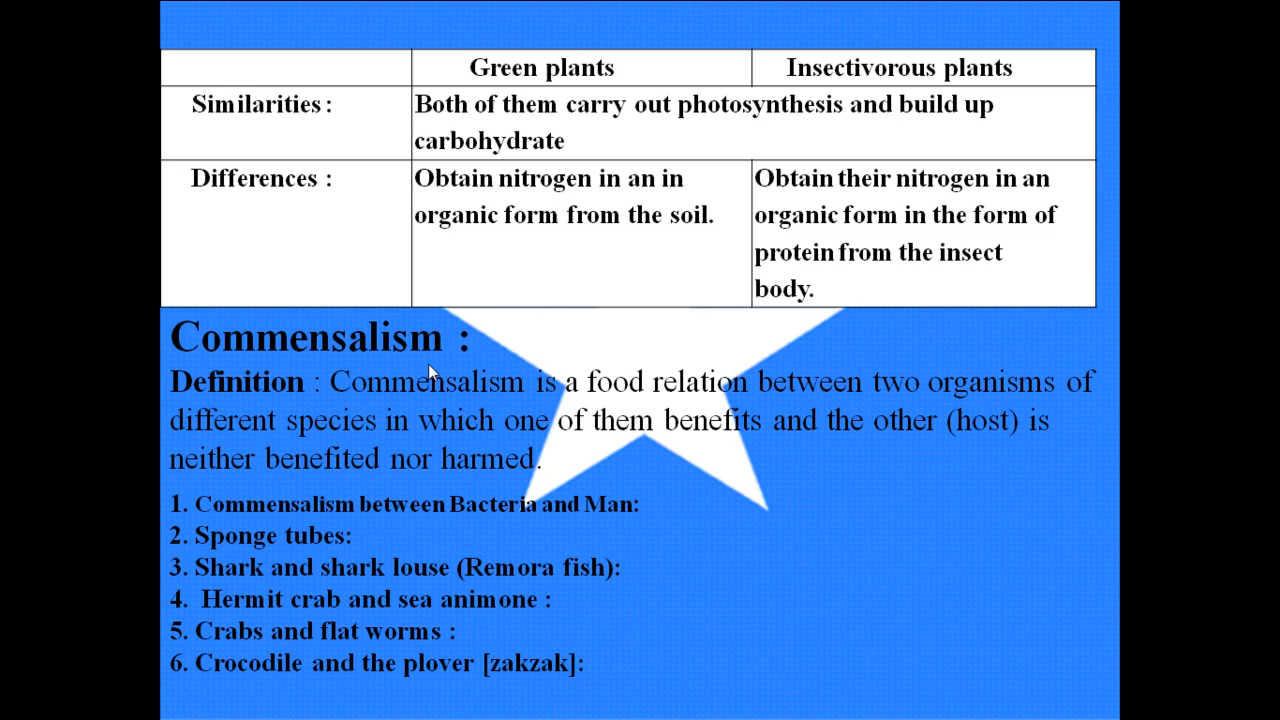 Green plants Insectivorous plants
Similarities : Both of them carry out photosynthesis and build up
carbohydrate
Differences : Obtain nitrogen in an in Obtain their nitrogen in an
organic form from the soil. organic form in the form of
protein from the insect
body.
Commensalism :
Definition : Commensalism is a food relation between two organisms of
different species in which one of them benefits and the other (host) is
neither benefited nor harmed.
1. Commensalism between Bacteria and Man:
2. Sponge tubes:
3. Shark and shark louse (Remora fish):
4. Hermit crab and sea animone :
5. Crabs and flat worms :
6. Crocodile and the plover [zakzak]: